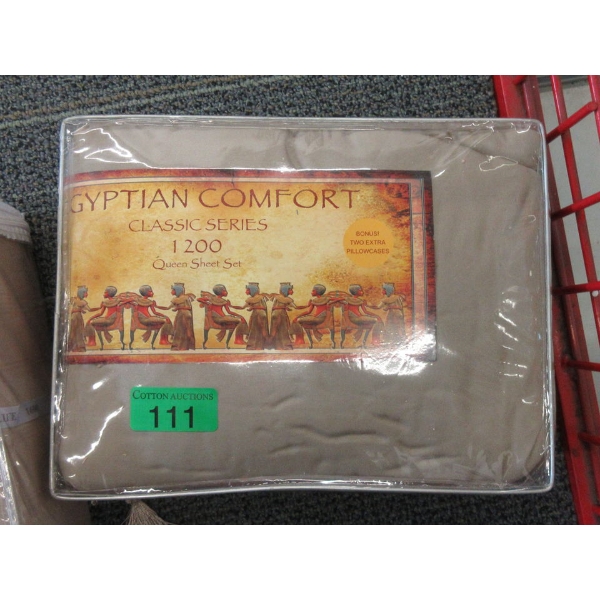 GYPTIAN COMFORT
CLASSIC SERIES
1200
Queen Sheet Set
BONUS!
TWO EXTRA
PILLOWCASES
COTTON AUCTIONS
111